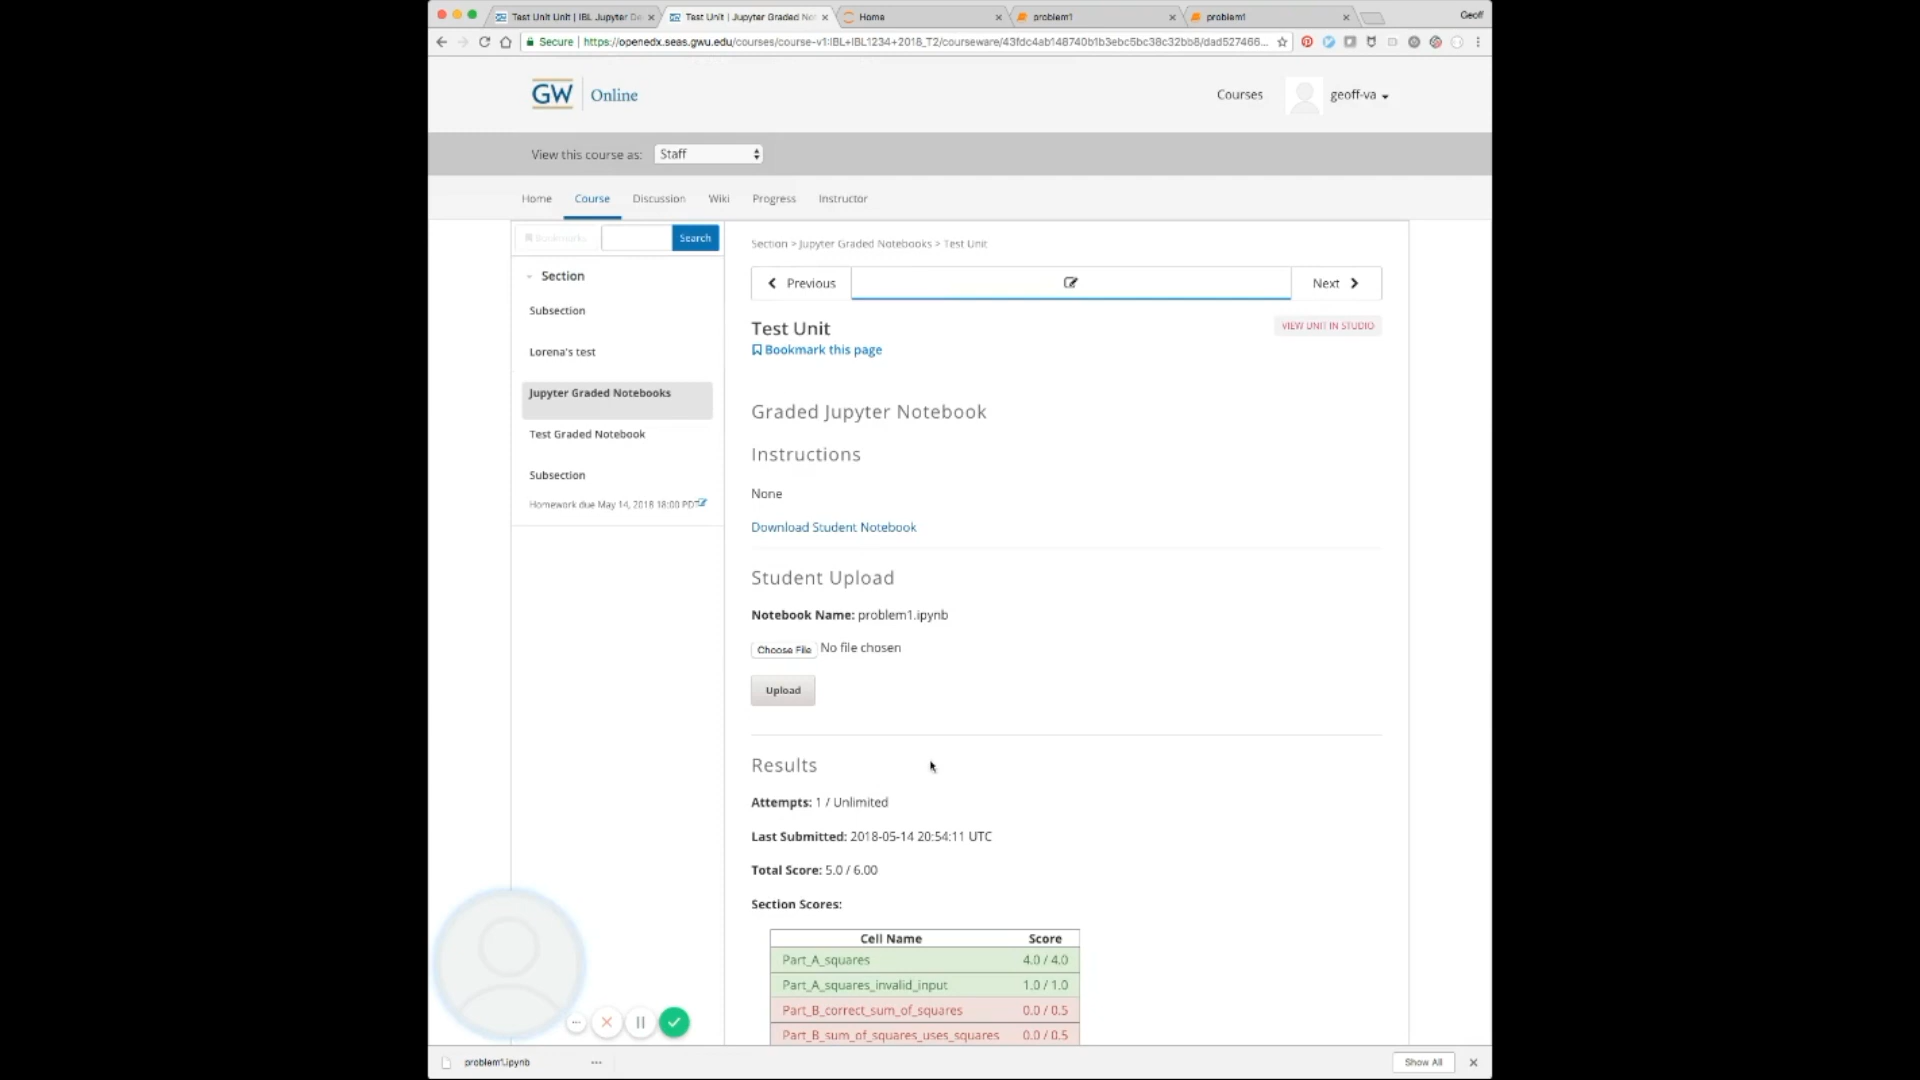 Test Unit Unit | IBL Jupyter De
Test Unit | Jupyter Graded No
Home
problem1
problem1
Geoff
Secure
https://openedx.seas.gwu.edu/courses/course-v1:IBL+IBL1234+2018_T2/courseware/43fdc4ab148740b1b3ebc5bc38c32bb8/dad527466...
GW Online
Courses
geoff-va
View this course as: Staff
Home Course Discussion Wiki Progress Instructor
Bookmarks
Search
Section > Jupyter Graded Notebooks > Test Unit
Section
Previous
Next
Subsection
Test Unit
VIEW UNIT IN STUDIO
Lorena's test
Bookmark this page
Jupyter Graded Notebooks
Graded Jupyter Notebook
Test Graded Notebook
Instructions
Subsection
Homework due May 14, 2018 18:00 PDT
None
Download Student Notebook
Student Upload
Notebook Name: problem1.ipynb
Choose File No file chosen
Upload
Results
Attempts: 1 / Unlimited
Last Submitted: 2018-05-14 20:54:11 UTC
Total Score: 5.0 / 6.00
Section Scores:
Cell Name Score
Part_A_squares 4.0 / 4.0
Part_A_squares_invalid_input 1.0 / 1.0
Part_B_correct_sum_of_squares 0.0 / 0.5
Part_B_sum_of_squares_uses_squares 0.0 / 0.5
problem1.ipynb
Show All